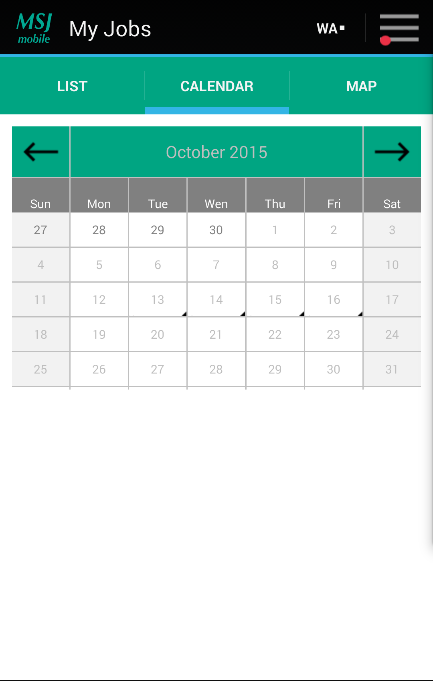 MSJ
mobile
My Jobs
WA
LIST CALENDAR MAP
October 2015
Sun Mon Tue Wen Thu Fri Sat
27 28 29 30 1 2 3
4 5 6 7 8 9 10
11 12 13 14 15 16 17
18 19 20 21 22 23 24
25 26 27 28 29 30 31